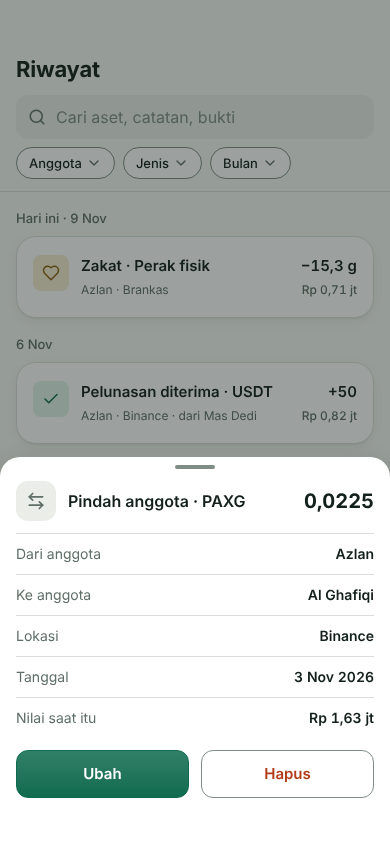 Riwayat
Cari aset, catatan, bukti
Anggota Jenis Bulan
Hari ini · 9 Nov
Zakat · Perak fisik −15,3 g
Azlan · Brankas Rp 0,71 jt
6 Nov
Pelunasan diterima · USDT +50
Azlan · Binance · dari Mas Dedi Rp 0,82 jt
Pindah anggota · PAXG 0,0225
Dari anggota Azlan
Ke anggota Al Ghafiqi
Lokasi Binance
Tanggal 3 Nov 2026
Nilai saat itu Rp 1,63 jt
Ubah Hapus